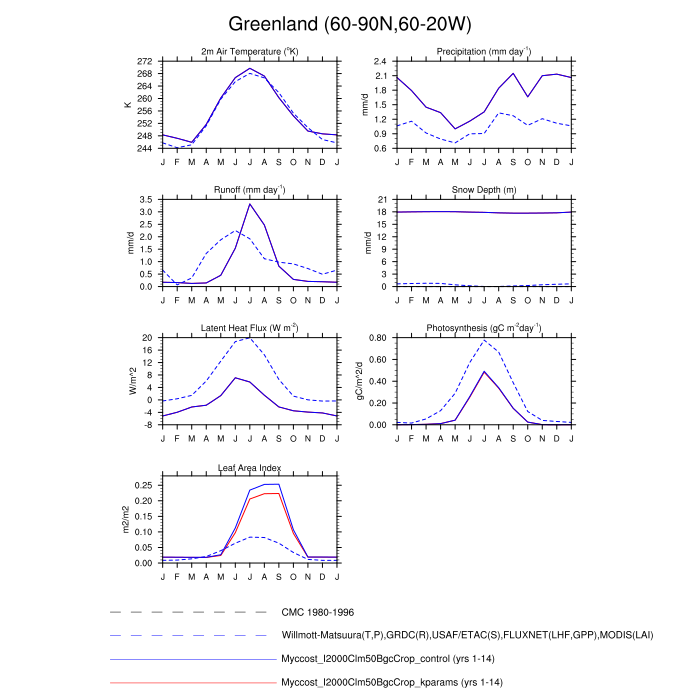 Greenland (60-90N,60-20W)
2m Air Temperature (°K)
272
268
264
260
256
252
248
244
K
J F M A M J J A S O N D J
Precipitation (mm day⁻¹)
2.4
2.1
1.8
1.5
1.2
0.9
0.6
mm/d
J F M A M J J A S O N D J
Runoff (mm day⁻¹)
3.5
3.0
2.5
2.0
1.5
1.0
0.5
0.0
mm/d
J F M A M J J A S O N D J
Snow Depth (m)
21
18
15
12
9
6
3
0
mm/d
J F M A M J J A S O N D J
Latent Heat Flux (W m⁻²)
20
16
12
8
4
0
-4
-8
W/m^2
J F M A M J J A S O N D J
Photosynthesis (gC m⁻²day⁻¹)
0.80
0.60
0.40
0.20
0.00
gC/m^2/d
J F M A M J J A S O N D J
Leaf Area Index
0.25
0.20
0.15
0.10
0.05
0.00
m2/m2
J F M A M J J A S O N D J
CMC 1980-1996
Willmott-Matsuura(T,P),GRDC(R),USAF/ETAC(S),FLUXNET(LHF,GPP),MODIS(LAI)
Myccost_I2000Clm50BgcCrop_control (yrs 1-14)
Myccost_I2000Clm50BgcCrop_kparams (yrs 1-14)